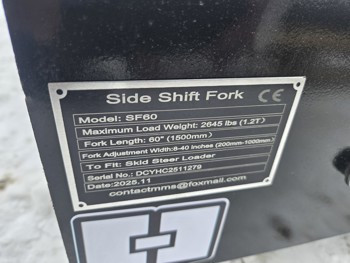 Side Shift Fork CE
Model: SF60
Maximum Load Weight: 2645 lbs (1.2T)
Fork Length: 60" (1500mm)
Fork Adjustment Width:8-40 inches (200mm-1000mm)
To Fit: Skid Steer Loader
Serial No.: DCYHC2511279
Date:2025.11
contactmms@foxmail.com